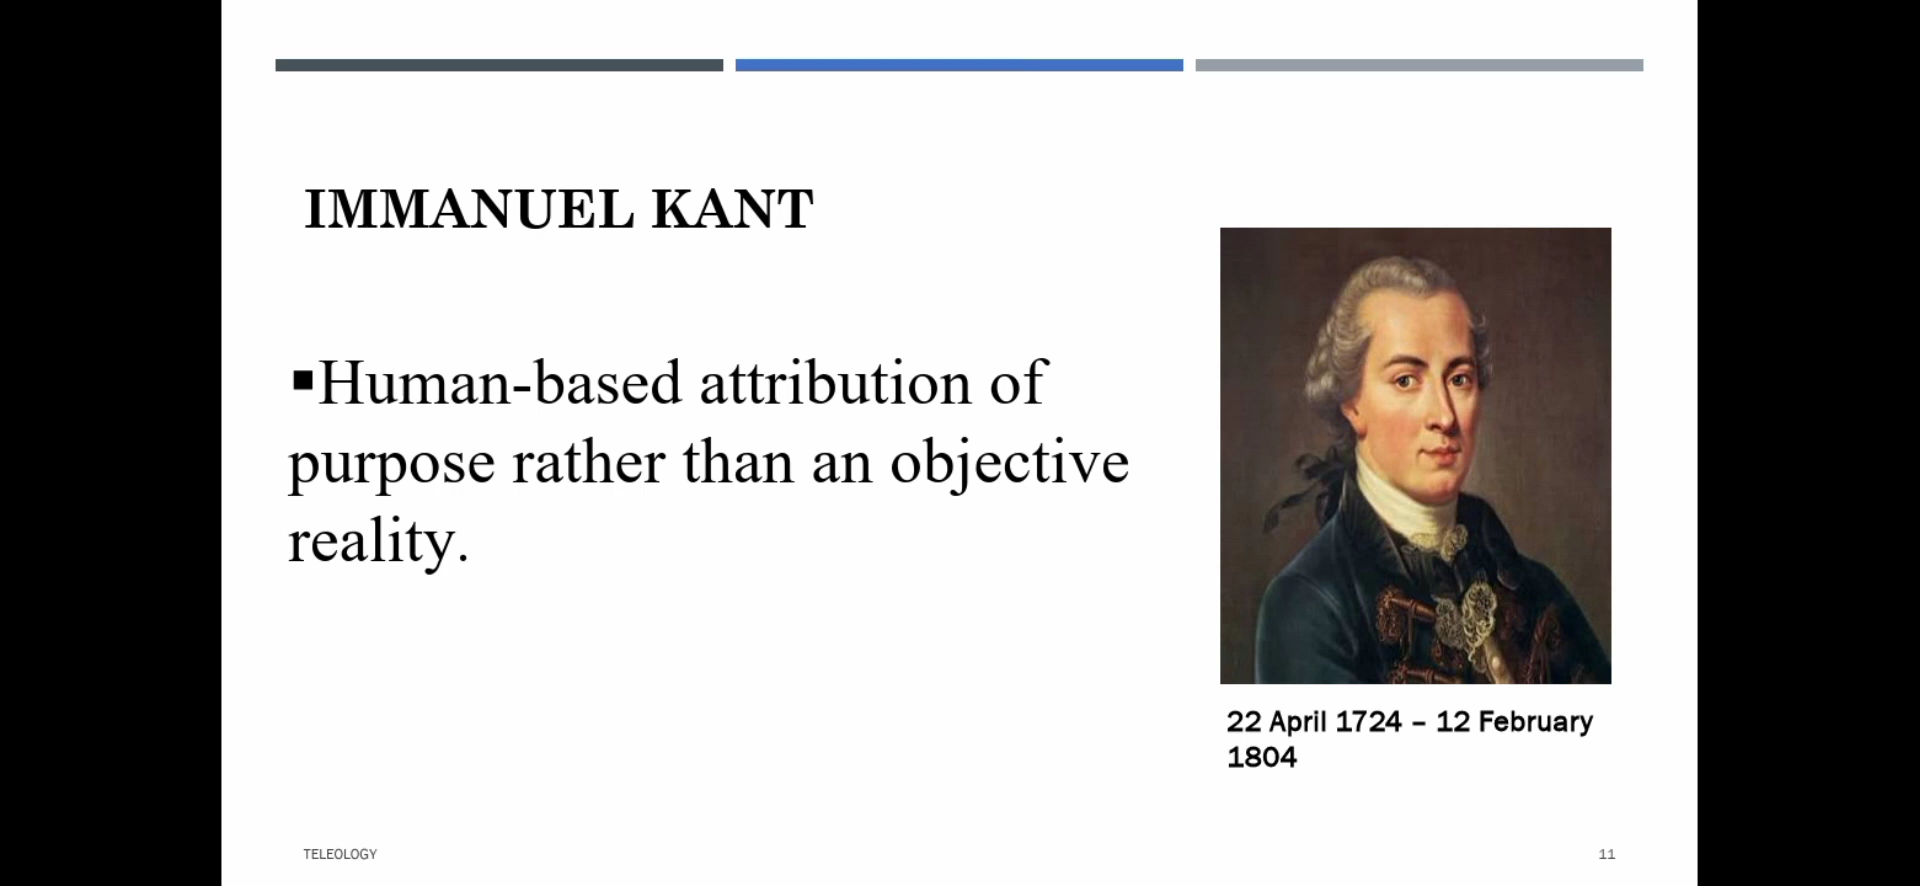 IMMANUEL KANT
▪Human-based attribution of
purpose rather than an objective
reality.
22 April 1724 – 12 February
1804
TELEOLOGY
11